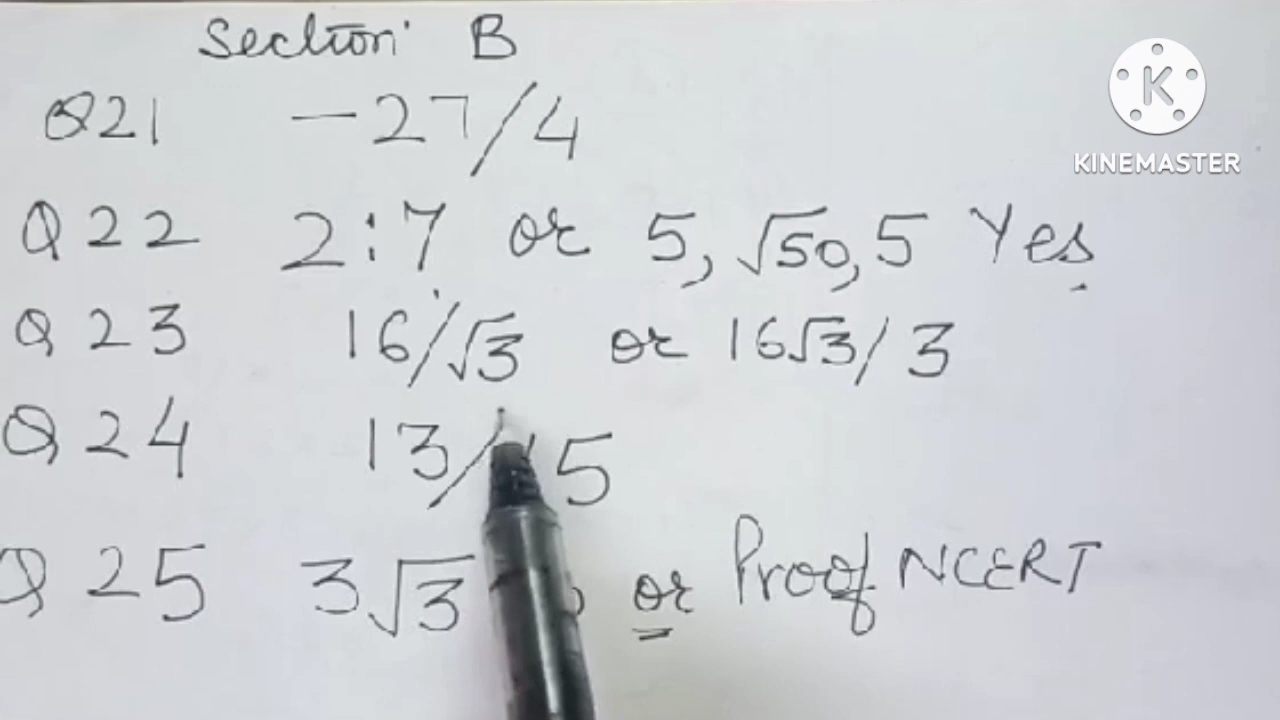 Section B
K
KINEMASTER
Q21 -27/4
Q22 2:7 or 5, √50, 5 Yes
Q23 16/√3 or 16√3/3
Q24 13/15
Q25 3√3 or Proof NCERT